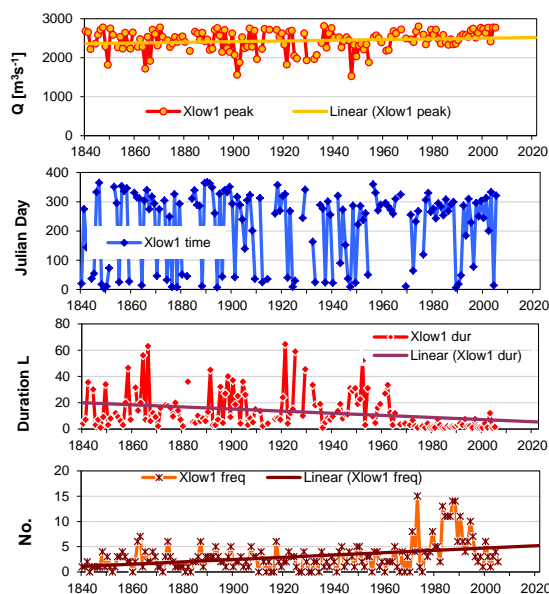 3000
2000
1000
0
Q [m³s⁻¹]
Xlow1 peak
Linear (Xlow1 peak)
1840 1860 1880 1900 1920 1940 1960 1980 2000 2020
400
300
200
100
0
Julian Day
Xlow1 time
1840 1860 1880 1900 1920 1940 1960 1980 2000 2020
80
60
40
20
0
Duration L
Xlow1 dur
Linear (Xlow1 dur)
1840 1860 1880 1900 1920 1940 1960 1980 2000 2020
20
15
10
5
0
No.
Xlow1 freq
Linear (Xlow1 freq)
1840 1860 1880 1900 1920 1940 1960 1980 2000 2020